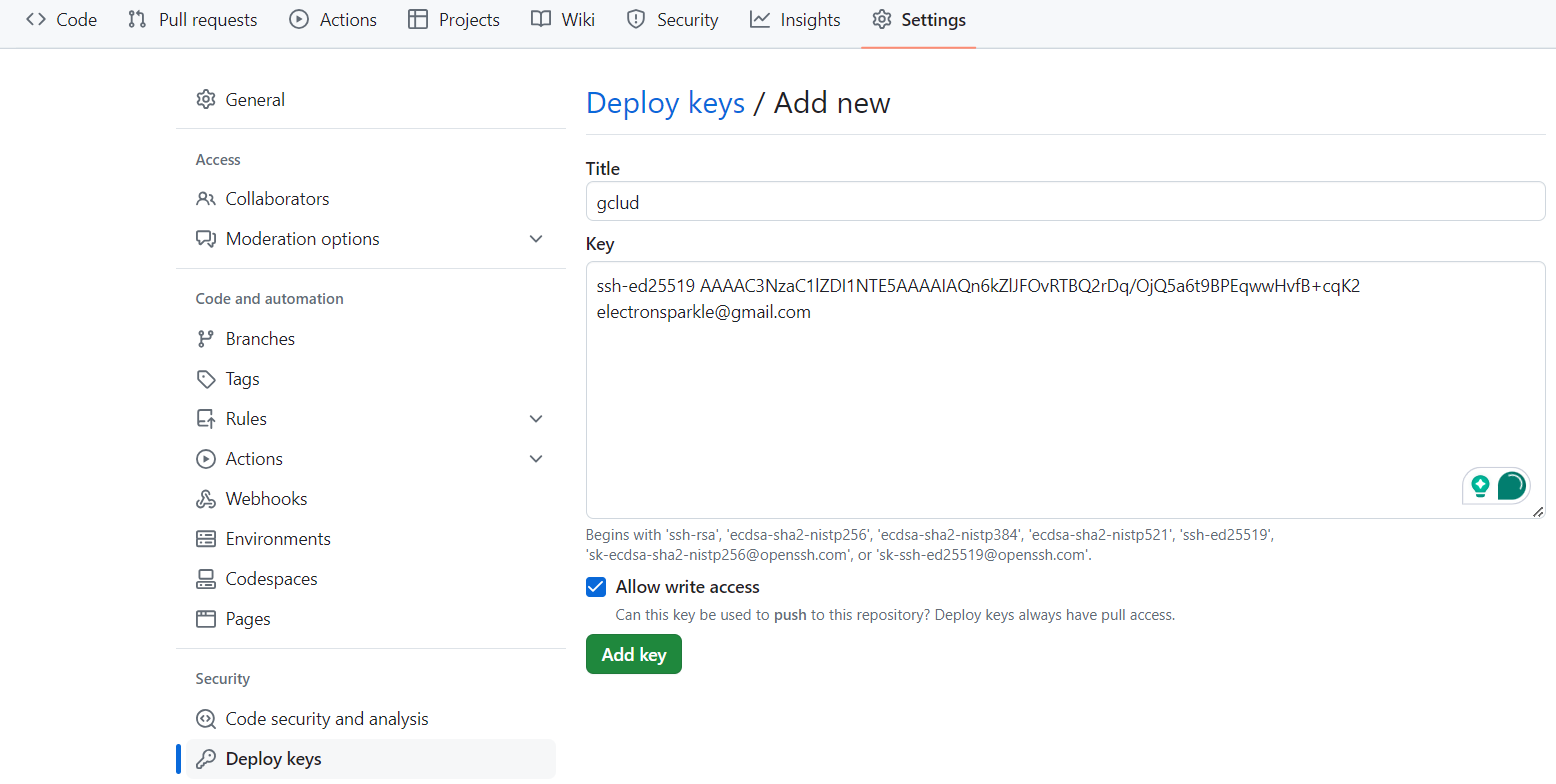 Code Pull requests Actions Projects Wiki Security Insights Settings
General
Access
Collaborators
Moderation options
Code and automation
Branches
Tags
Rules
Actions
Webhooks
Environments
Codespaces
Pages
Security
Code security and analysis
Deploy keys
Deploy keys / Add new
Title
gclud
Key
ssh-ed25519 AAAAC3NzaC1lZDI1NTE5AAAAIAQn6kZlJFOvRTBQ2rDq/OjQ5a6t9BPEqwwHvfB+cqK2
electronsparkle@gmail.com
Begins with 'ssh-rsa', 'ecdsa-sha2-nistp256', 'ecdsa-sha2-nistp384', 'ecdsa-sha2-nistp521', 'ssh-ed25519',
'sk-ecdsa-sha2-nistp256@openssh.com', or 'sk-ssh-ed25519@openssh.com'.
Allow write access
Can this key be used to push to this repository? Deploy keys always have pull access.
Add key